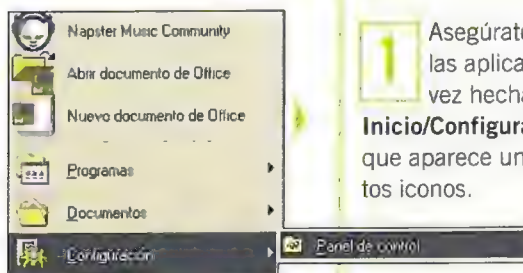 Napster Music Community
Abrir documento de Office
Nuevo documento de Office
Programas
Documentos
Configuración
Panel de control
1
Asegúrate
las aplica
vez hecha
Inicio/Configura
que aparece un
tos iconos.